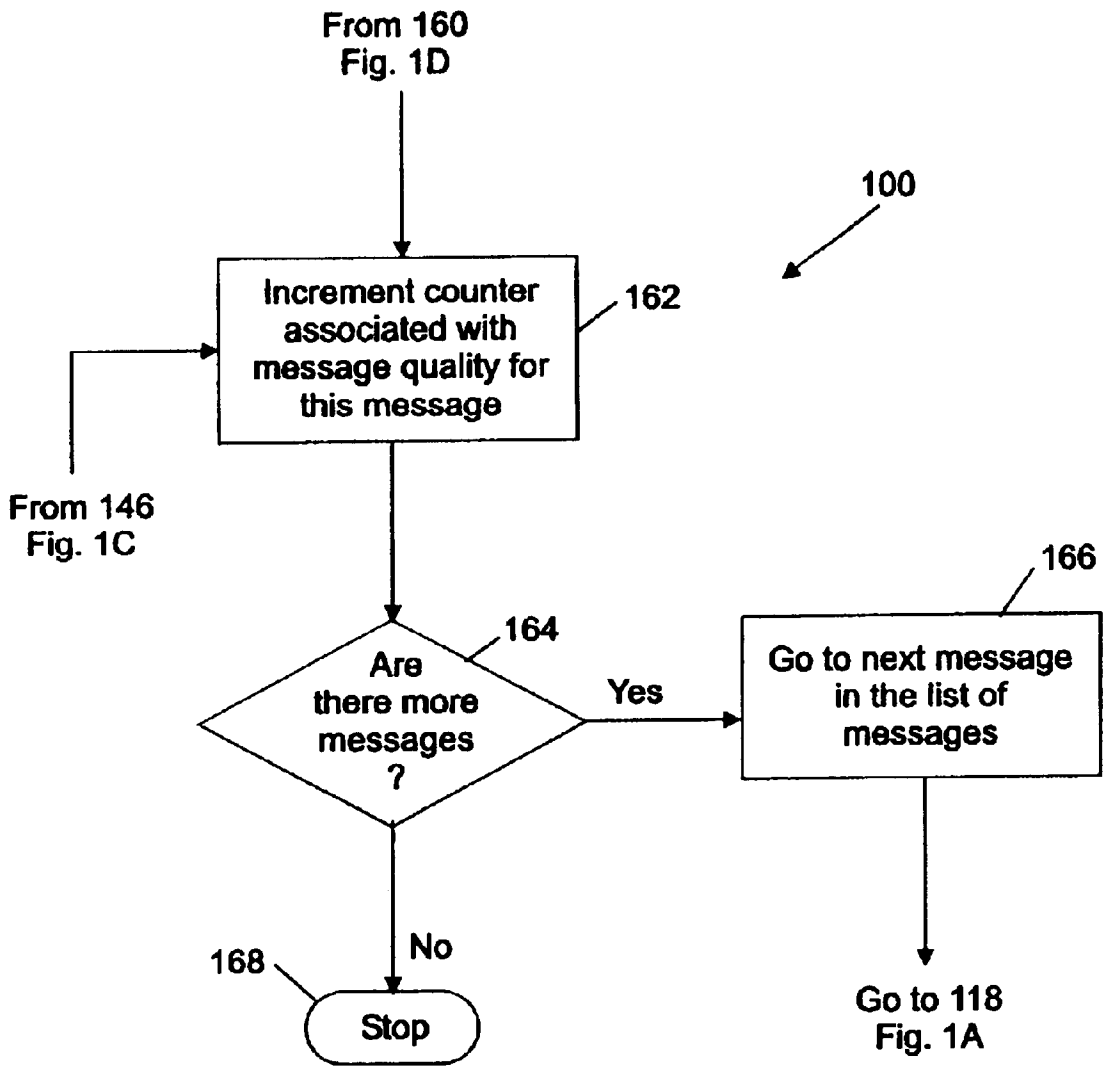 From 160
Fig. 1D
100
Increment counter
associated with
message quality for
this message
162
From 146
Fig. 1C
164
Are
there more
messages
?
Yes
166
Go to next message
in the list of
messages
No
168
Stop
Go to 118
Fig. 1A